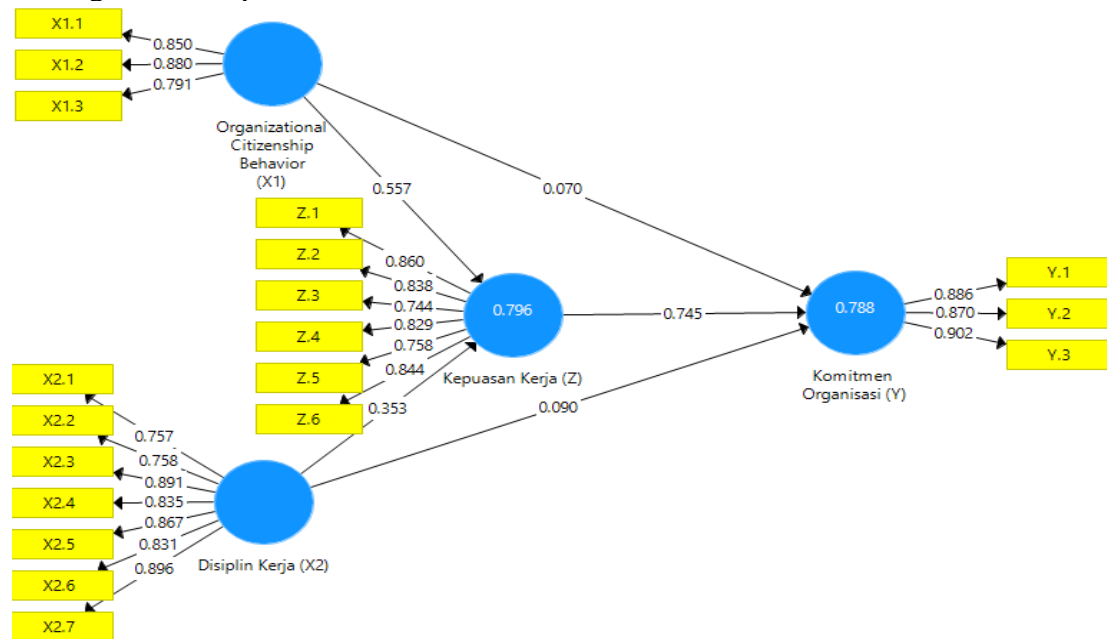 X1.1
X1.2
X1.3
0.850
0.880
0.791
Organizational
Citizenship
Behavior
(X1)
0.557
0.070
Z.1
Z.2
Z.3
Z.4
Z.5
Z.6
0.860
0.838
0.744
0.829
0.758
0.844
0.796
Kepuasan Kerja (Z)
0.745
0.788
Komitmen
Organisasi (Y)
0.886
0.870
0.902
Y.1
Y.2
Y.3
0.353
0.090
X2.1
X2.2
X2.3
X2.4
X2.5
X2.6
X2.7
0.757
0.758
0.891
0.835
0.867
0.831
0.896
Disiplin Kerja (X2)